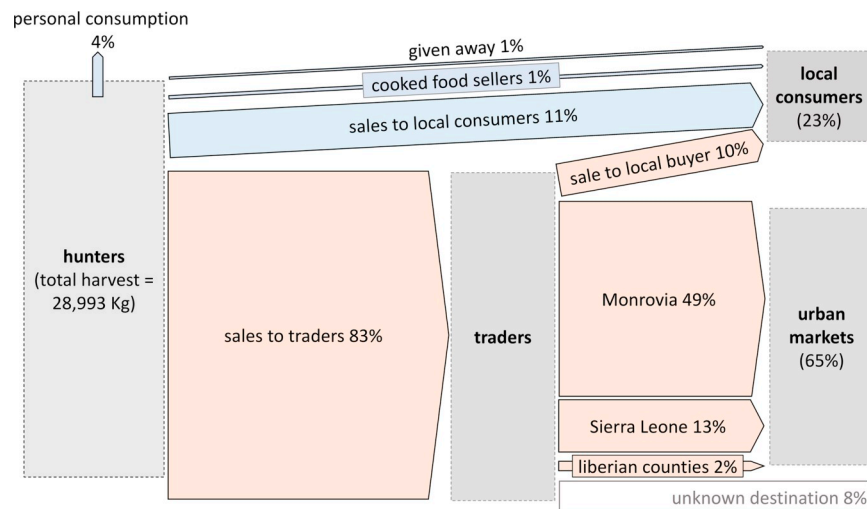 personal consumption
4%
given away 1%
cooked food sellers 1%
sales to local consumers 11%
local
consumers
(23%)
sale to local buyer 10%
hunters
(total harvest =
28,993 Kg)
sales to traders 83%
traders
Monrovia 49%
urban
markets
(65%)
Sierra Leone 13%
liberian counties 2%
unknown destination 8%